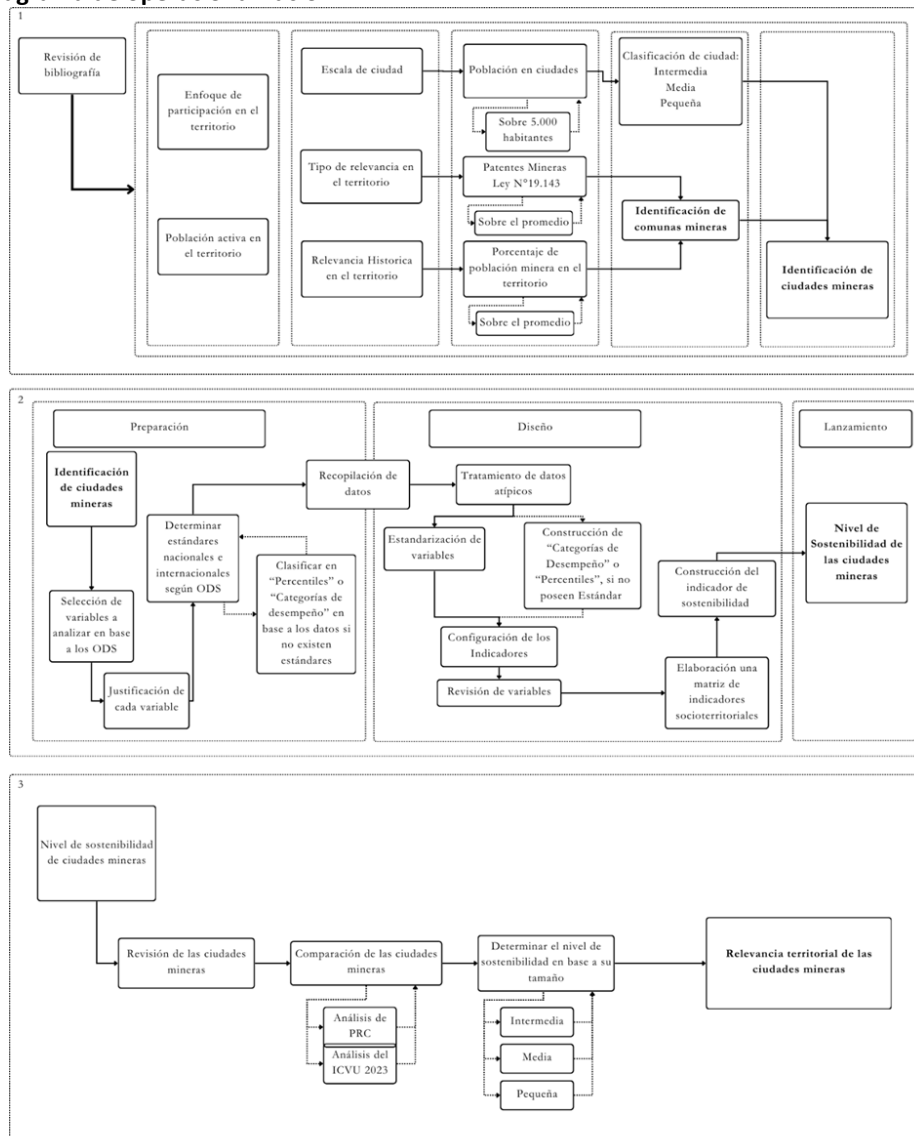 1
Revisión de
bibliografía
Enfoque de
participación en el
territorio
Población activa en el
territorio
Escala de ciudad
Tipo de relevancia en
el territorio
Relevancia Historica
en el territorio
Población en ciudades
Sobre 5.000
habitantes
Patentes Mineras
Ley N°19.143
Sobre el promedio
Porcentaje de
población minera en el
territorio
Sobre el promedio
Clasificación de ciudad:
Intermedia
Media
Pequeña
Identificación de
comunas mineras
Identificación de
ciudades mineras
2
Preparación
Identificación
de ciudades
mineras
Selección de
variables a
analizar en base
a los ODS
Justificación de
cada variable
Determinar
estándares
nacionales e
internacionales
según ODS
Clasificar en
“Percentiles” o
“Categorías de
desempeño” en
base a los datos si
no existen
estándares
Recopilación de
datos
Diseño
Tratamiento de datos
atípicos
Estandarización de
variables
Construcción de
“Categorías de
Desempeño” o
“Percentiles”, si no
poseen Estándar
Configuración de los
Indicadores
Revisión de variables
Elaboración una
matriz de
indicadores
socioterritoriales
Construcción del
indicador de
sostenibilidad
Lanzamiento
Nivel de
Sostenibilidad de
las ciudades
mineras
3
Nivel de sostenibilidad
de ciudades mineras
Revisión de las ciudades
mineras
Comparación de las ciudades
mineras
Análisis de
PRC
Análisis del
ICVU 2023
Determinar el nivel de
sostenibilidad en base a su
tamaño
Intermedia
Media
Pequeña
Relevancia territorial de las
ciudades mineras